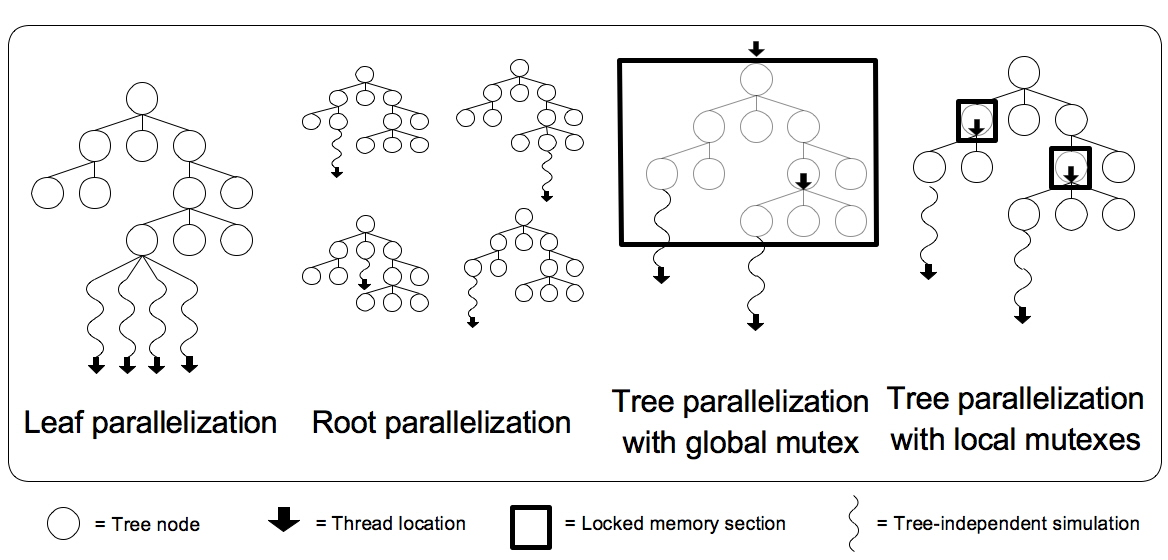 Leaf parallelization
Root parallelization
Tree parallelization
with global mutex
Tree parallelization
with local mutexes
= Tree node
= Thread location
= Locked memory section
= Tree-independent simulation